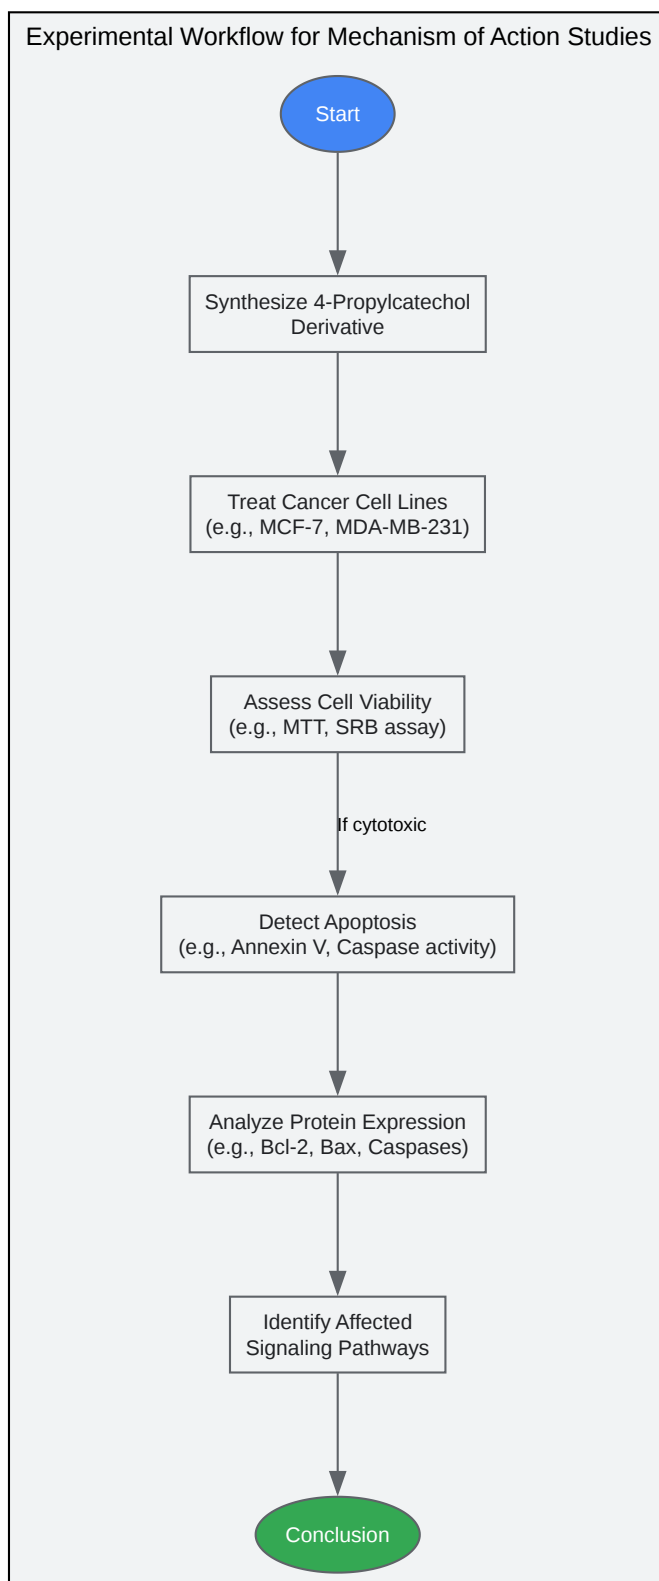 Experimental Workflow for Mechanism of Action Studies
Start
Synthesize 4-Propylcatechol
Derivative
Treat Cancer Cell Lines
(e.g., MCF-7, MDA-MB-231)
Assess Cell Viability
(e.g., MTT, SRB assay)
If cytotoxic
Detect Apoptosis
(e.g., Annexin V, Caspase activity)
Analyze Protein Expression
(e.g., Bcl-2, Bax, Caspases)
Identify Affected
Signaling Pathways
Conclusion